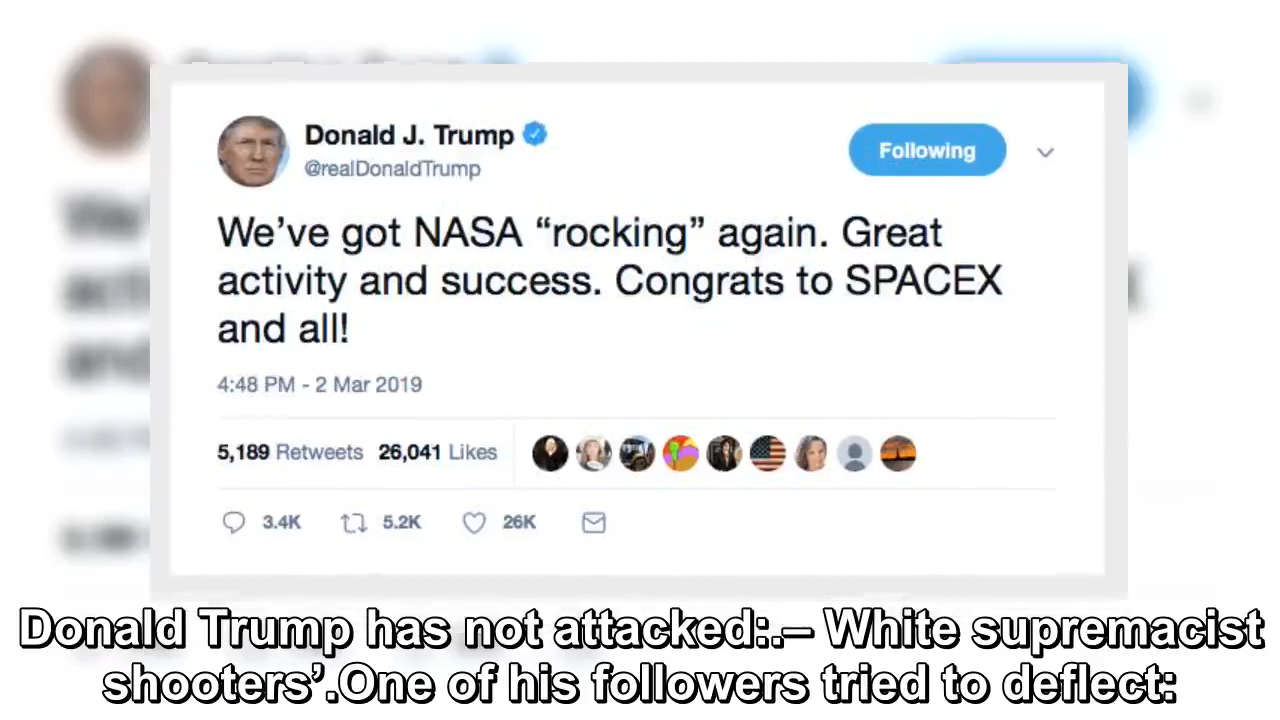 Donald J. Trump
@realDonaldTrump
Following
We’ve got NASA “rocking” again. Great
activity and success. Congrats to SPACEX
and all!
4:48 PM - 2 Mar 2019
5,189 Retweets 26,041 Likes
3.4K 5.2K 26K
Donald Trump has not attacked:.– White supremacist
shooters’.One of his followers tried to deflect: